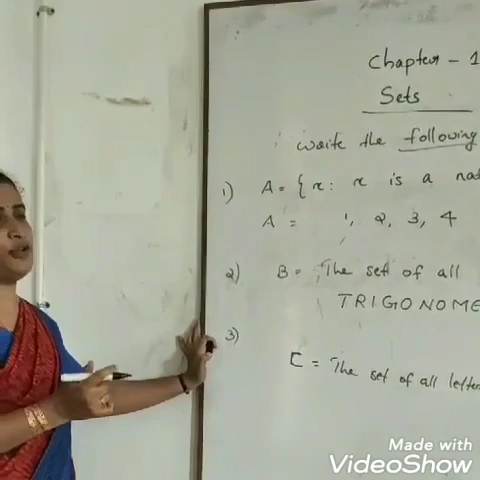 Chapter - 1
Sets
write the following
1) A = { x : x is a nat
A = 1, 2, 3, 4
2) B = The set of all
TRIGONOME
3)
C = The set of all letter
Made with
VideoShow